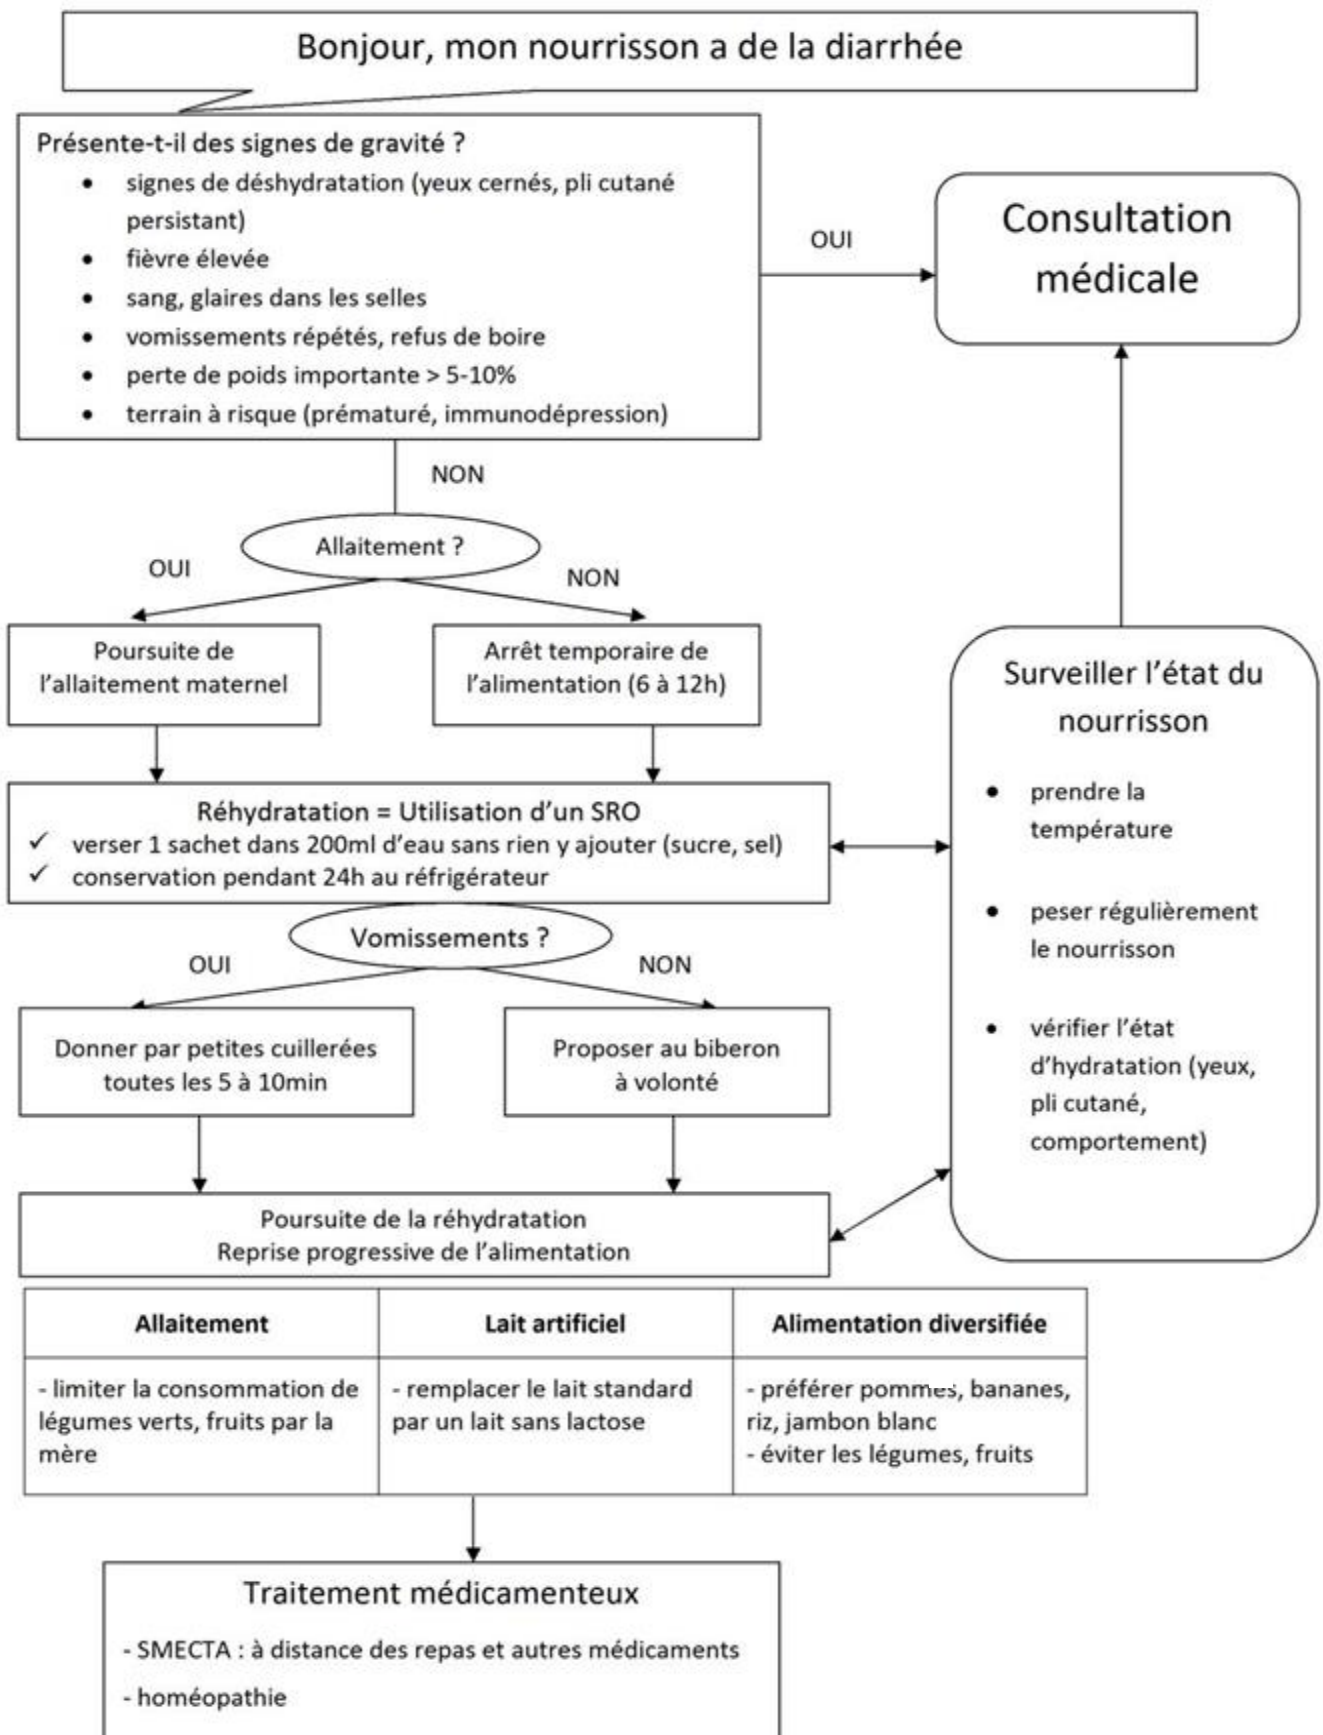 Bonjour, mon nourrisson a de la diarrhée
Présente-t-il des signes de gravité ?
• signes de déshydratation (yeux cernés, pli cutané
persistant)
• fièvre élevée
• sang, glaires dans les selles
• vomissements répétés, refus de boire
• perte de poids importante > 5-10%
• terrain à risque (prématuré, immunodépression)
OUI
Consultation
médicale
NON
Allaitement ?
OUI
NON
Poursuite de
l'allaitement maternel
Arrêt temporaire de
l'alimentation (6 à 12h)
Réhydratation = Utilisation d'un SRO
✓ verser 1 sachet dans 200ml d'eau sans rien y ajouter (sucre, sel)
✓ conservation pendant 24h au réfrigérateur
Vomissements ?
OUI
NON
Donner par petites cuillerées
toutes les 5 à 10min
Proposer au biberon
à volonté
Poursuite de la réhydratation
Reprise progressive de l'alimentation
Surveiller l'état du
nourrisson
• prendre la
température
• peser régulièrement
le nourrisson
• vérifier l'état
d'hydratation (yeux,
pli cutané,
comportement)
Allaitement
Lait artificiel
Alimentation diversifiée
- limiter la consommation de
légumes verts, fruits par la
mère
- remplacer le lait standard
par un lait sans lactose
- préférer pommes, bananes,
riz, jambon blanc
- éviter les légumes, fruits
Traitement médicamenteux
- SMECTA : à distance des repas et autres médicaments
- homéopathie